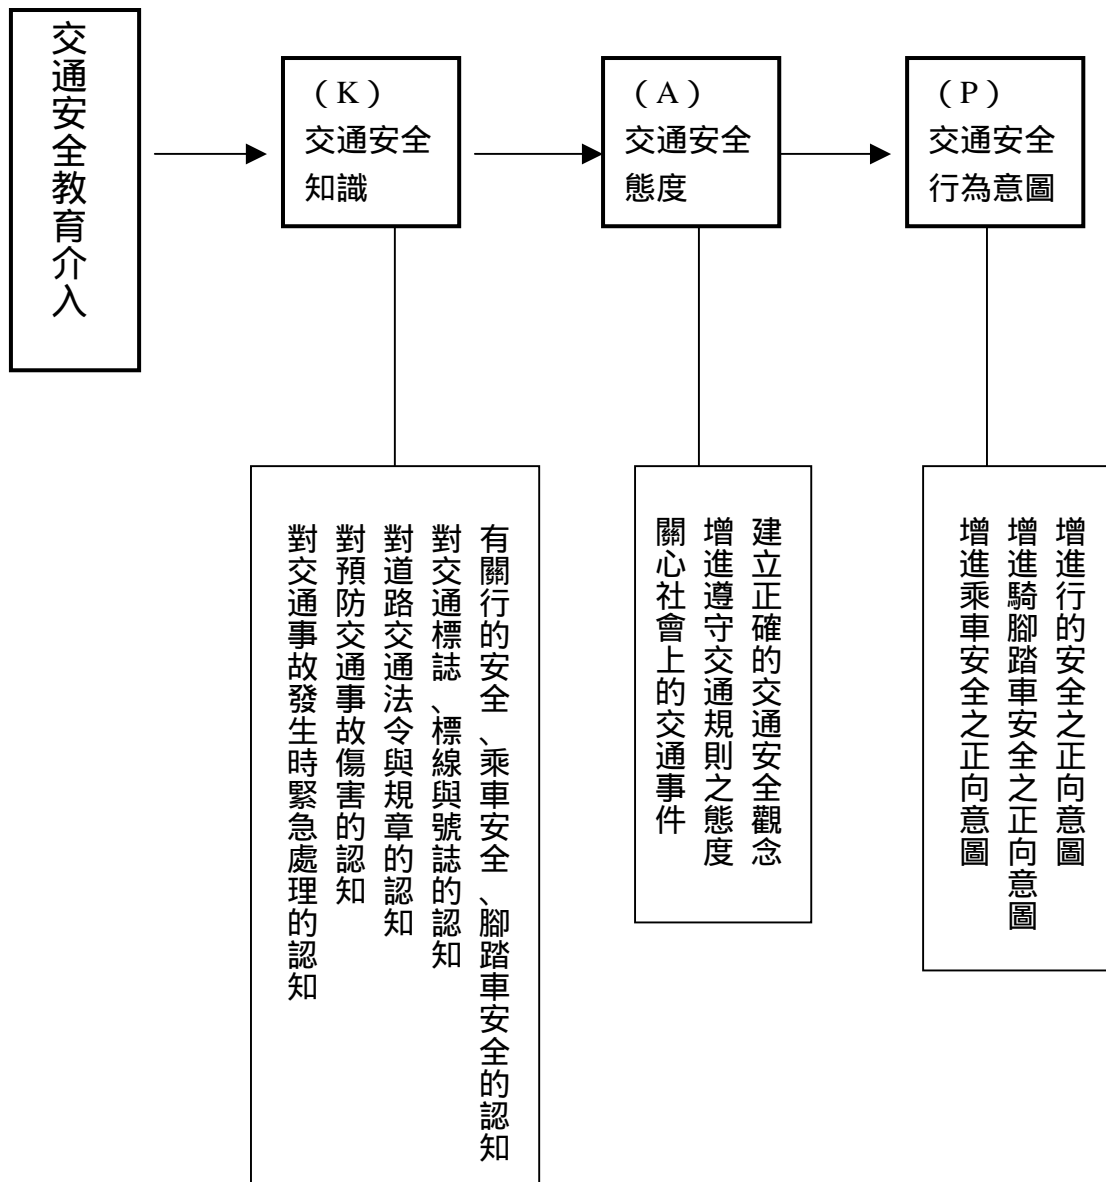 交通安全教育介入
（K）
交通安全
知識
（A）
交通安全
態度
（P）
交通安全
行為意圖
有關行的安全、乘車安全、腳踏車安全的認知
對交通標誌、標線與號誌的認知
對道路交通法令與規章的認知
對預防交通事故傷害的認知
對交通事故發生時緊急處理的認知
建立正確的交通安全觀念
增進遵守交通規則之態度
關心社會上的交通事件
增進行的安全之正向意圖
增進騎腳踏車安全之正向意圖
增進乘車安全之正向意圖